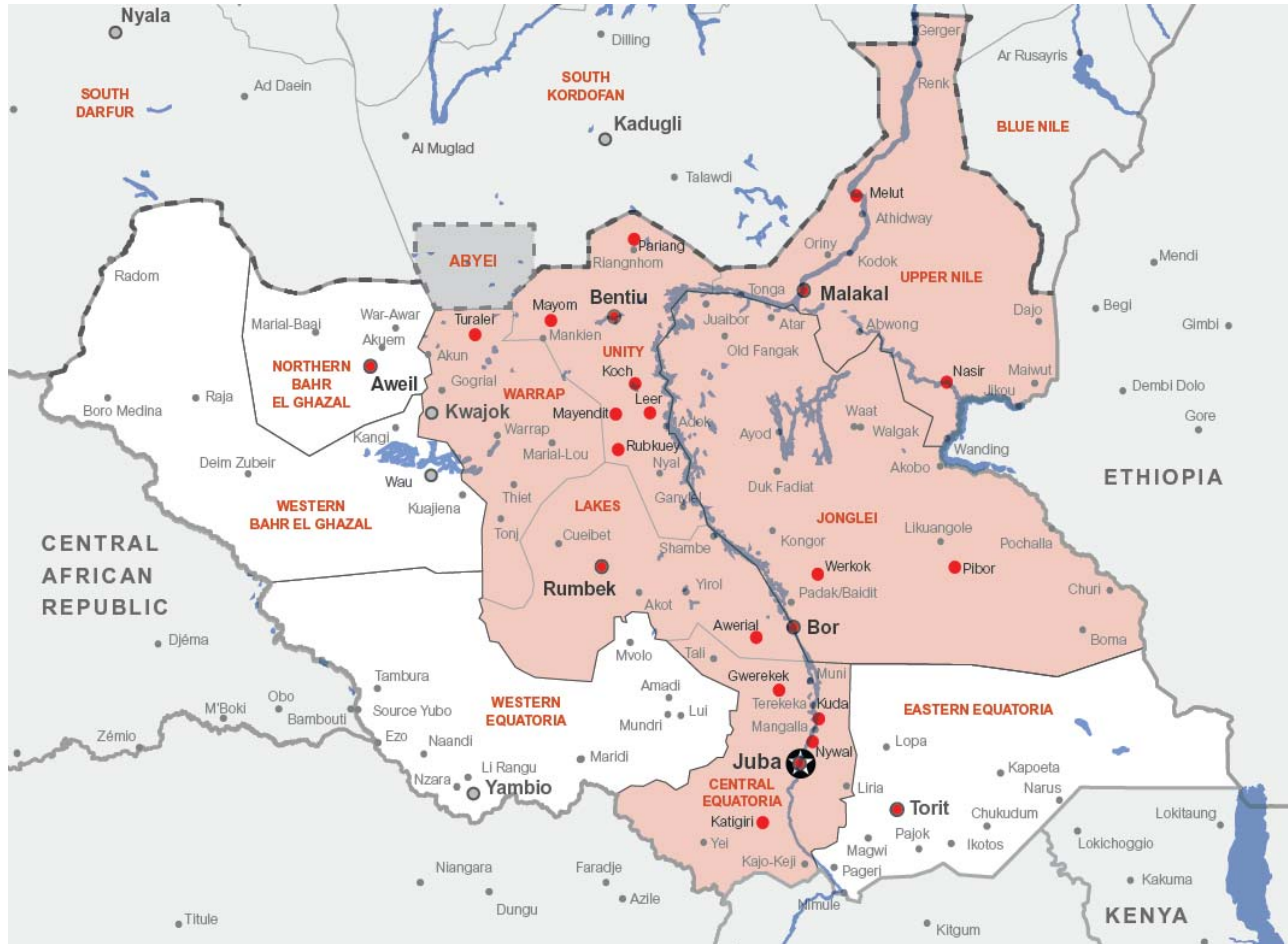 Nyala
Dilling
Gerger
Ar Rusayris
SOUTH
DARFUR
Ad Daein
SOUTH
KORDOFAN
Renk
Kadugli
BLUE NILE
Al Muglad
Talawdi
Melut
Athidway
Radom
ABYEI
Pariang
Riangnhom
Oriny
Kodok
Mendi
UPPER NILE
Tonga
Malakal
Bentiu
Mayom
War-Awar
Marial-Baai
Akuem
Turalei
Mankien
Juaibor
Atar
Abwong
Dajo
Begi
Gimbi
Old Fangak
NORTHERN
BAHR
EL GHAZAL
Aweil
Akun
UNITY
Koch
Nasir
Maiwut
Jikou
Gogrial
WARRAP
Leer
Boro Medina
Raja
Kwajok
Mayendit
Adok
Dembi Dolo
Gore
Kangi
Warrap
Marial-Lou
Rubkuey
Ayod
Waat
Walgak
Wanding
Deim Zubeir
Wau
Nyal
Duk Fadiat
Akobo
ETHIOPIA
Kuajiena
Thiet
Ganyiel
WESTERN
BAHR EL GHAZAL
LAKES
JONGLEI
Tonj
Cueibet
Shambe
Kongor
Likuangole
Pochalla
CENTRAL
AFRICAN
REPUBLIC
Rumbek
Werkok
Pibor
Yirol
Akot
Padak/Baidit
Churi
Djéma
Awerial
Bor
Boma
Mvolo
Tali
Gwerekek
Muni
Tambura
Amadi
Obo
M'Boki
Bambouti
Source Yubo
WESTERN
EQUATORIA
Mundri
Lui
Terekeka
Kuda
Mangalla
EASTERN EQUATORIA
Zémio
Ezo
Naandi
Maridi
Nywal
Lopa
Juba
Li Rangu
Nzara
Yambio
CENTRAL
EQUATORIA
Liria
Kapoeta
Narus
Katigiri
Torit
Chukudum
Lokitaung
Yei
Pajok
Magwi
Ikotos
Lokichoggio
Niangara
Faradje
Kajo-Keji
Pageri
Kakuma
Dungu
Azile
Nimule
Titule
Kitgum
KENYA